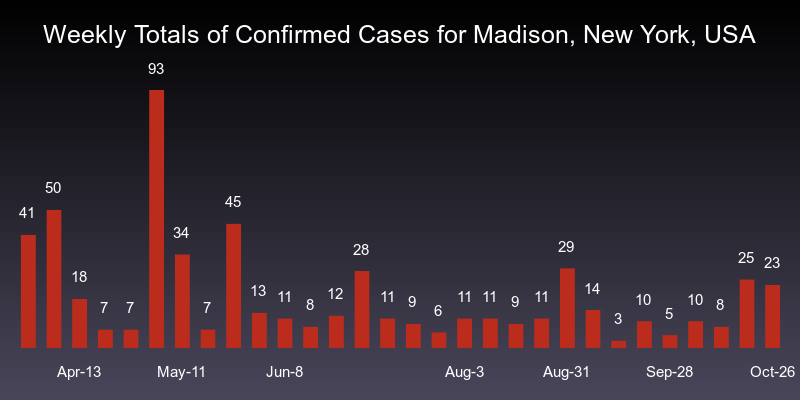 Weekly Totals of Confirmed Cases for Madison, New York, USA
41 50 18 7 7 93 34 7 45 13 11 8 12 28 11 9 6 11 11 9 11 29 14 3 10 5 10 8 25 23
Apr-13 May-11 Jun-8 Aug-3 Aug-31 Sep-28 Oct-26